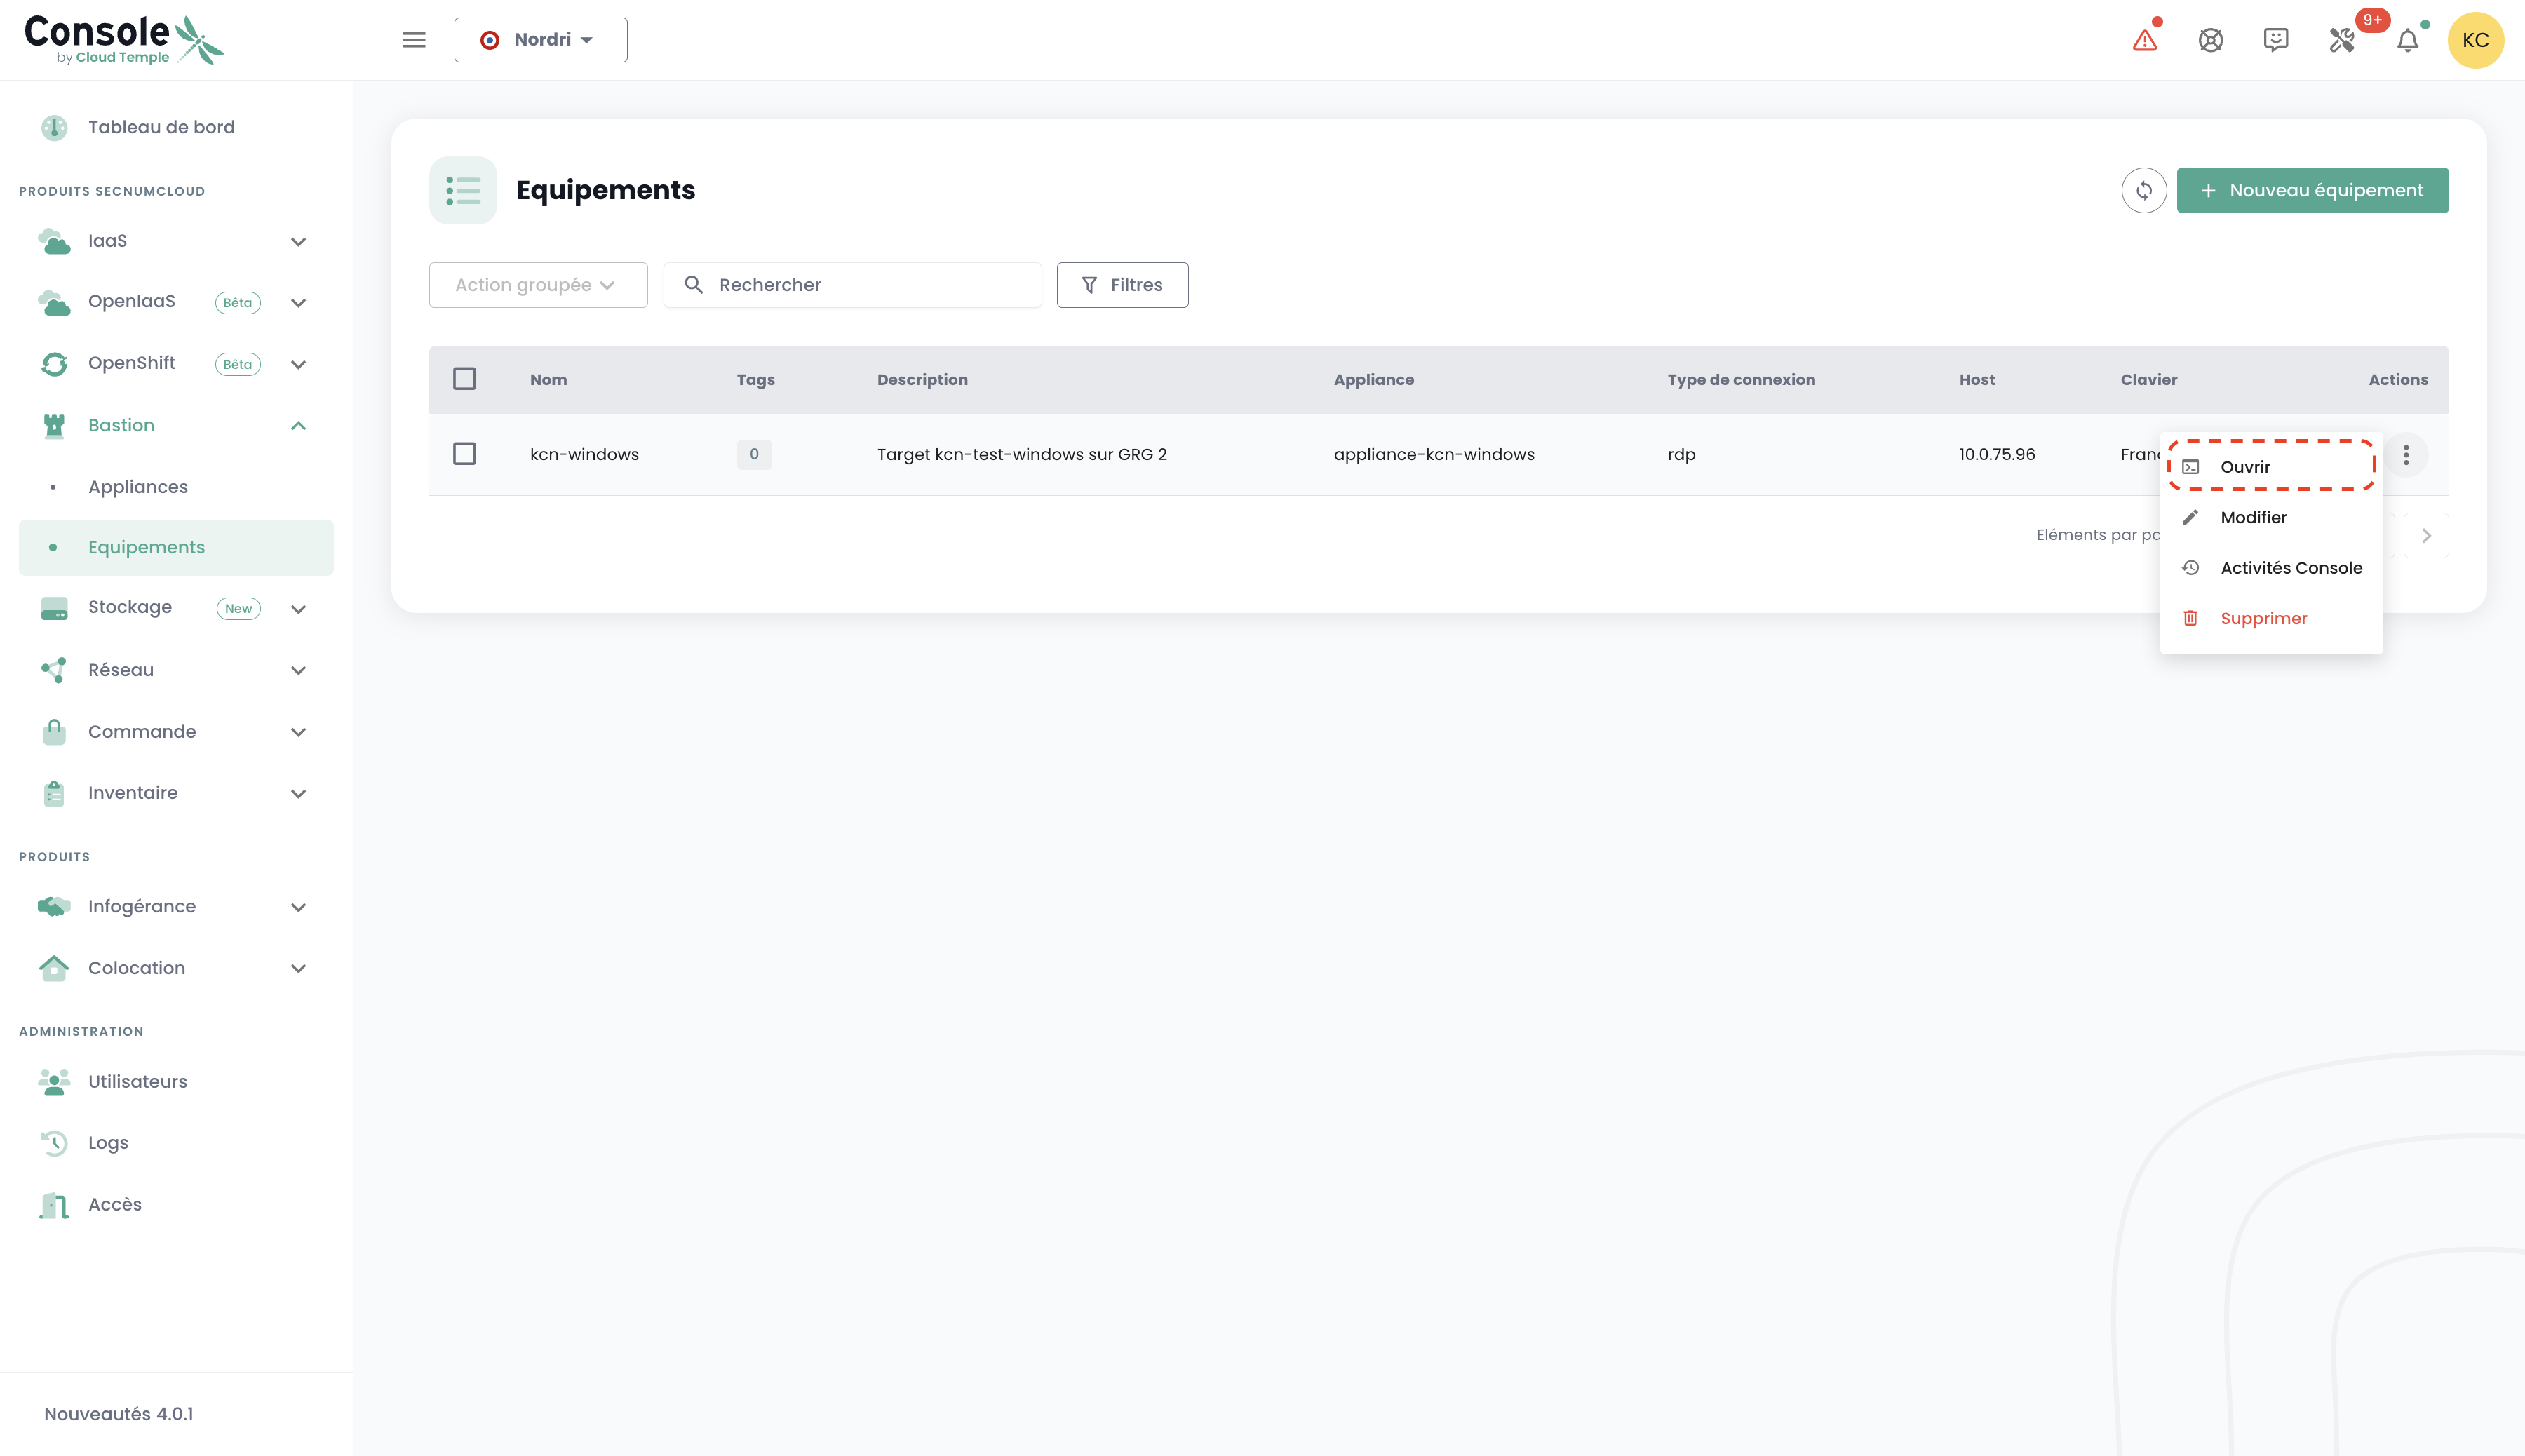 Console
by Cloud Temple
Nordri
9+
KC
Tableau de bord
PRODUITS SECNUMCLOUD
IaaS
OpenIaaS Bêta
OpenShift Bêta
Bastion
Appliances
Equipements
Stockage New
Réseau
Commande
Inventaire
PRODUITS
Infogérance
Colocation
ADMINISTRATION
Utilisateurs
Logs
Accès
Nouveautés 4.0.1
Equipements
+ Nouveau équipement
Action groupée
Rechercher
Filtres
Nom Tags Description Appliance Type de connexion Host Clavier Actions
kcn-windows 0 Target kcn-test-windows sur GRG 2 appliance-kcn-windows rdp 10.0.75.96
Eléments par
Ouvrir
Modifier
Activités Console
Supprimer